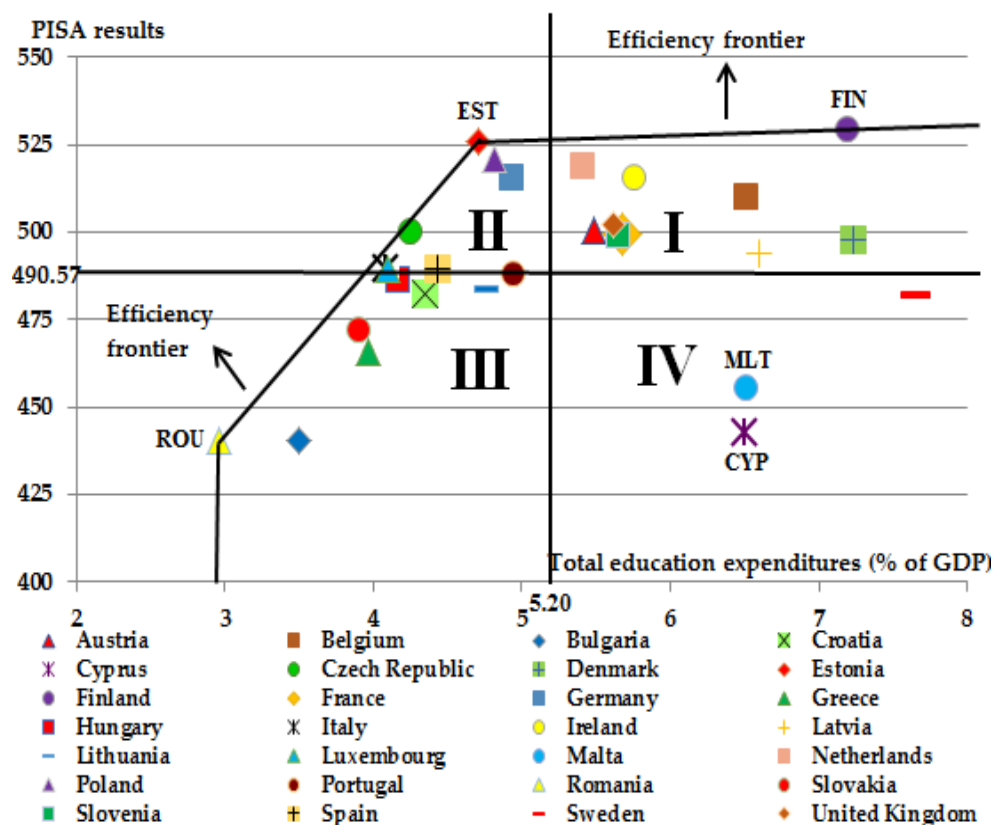 PISA results
Efficiency frontier
550
EST
FIN
525
500
II
I
490.57
475
Efficiency
frontier
III
IV
MLT
450
ROU
CYP
425
Total education expenditures (% of GDP)
400
2
3
4
5
5.20
6
7
8
Austria
Belgium
Bulgaria
Croatia
Cyprus
Czech Republic
Denmark
Estonia
Finland
France
Germany
Greece
Hungary
Italy
Ireland
Latvia
Lithuania
Luxembourg
Malta
Netherlands
Poland
Portugal
Romania
Slovakia
Slovenia
Spain
Sweden
United Kingdom